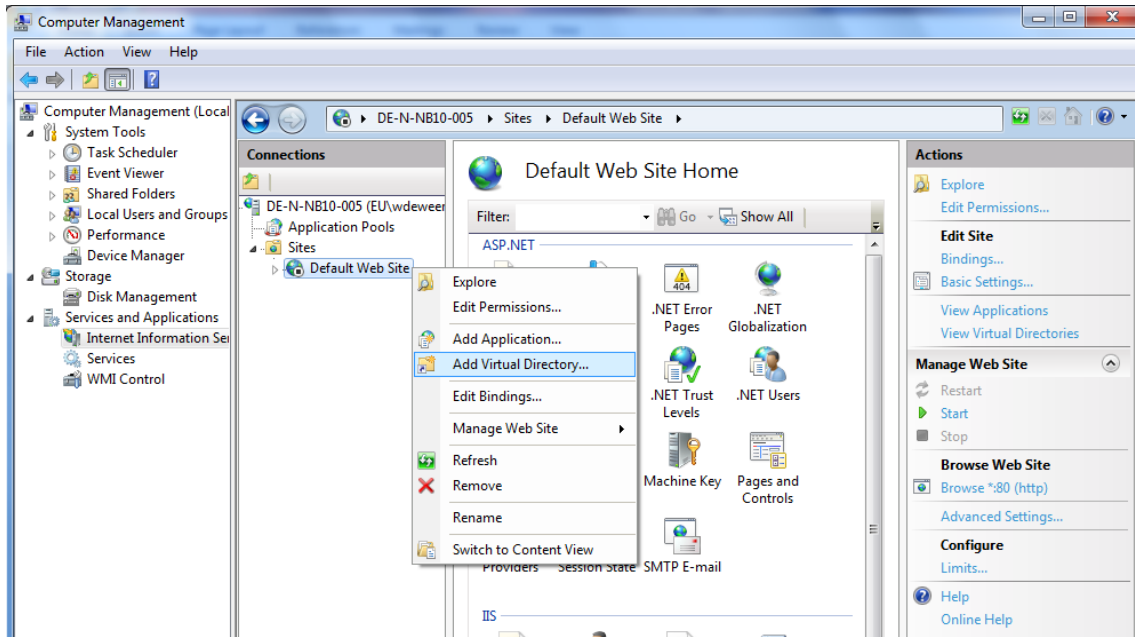 Computer Management
File Action View Help
Computer Management (Local
System Tools
Task Scheduler
Event Viewer
Shared Folders
Local Users and Groups
Performance
Device Manager
Storage
Disk Management
Services and Applications
Internet Information Ser
Services
WMI Control
DE-N-NB10-005 Sites Default Web Site
Connections
DE-N-NB10-005 (EU\wdeweer
Application Pools
Sites
Default Web Site
Explore
Edit Permissions...
Add Application...
Add Virtual Directory...
Edit Bindings...
Manage Web Site
Refresh
Remove
Rename
Switch to Content View
Default Web Site Home
Filter: Go Show All
ASP.NET
404
.NET Error Pages
.NET Globalization
.NET Trust Levels
.NET Users
Machine Key
Pages and Controls
Providers Session State SMTP E-mail
IIS
Actions
Explore
Edit Permissions...
Edit Site
Bindings...
Basic Settings...
View Applications
View Virtual Directories
Manage Web Site
Restart
Start
Stop
Browse Web Site
Browse *:80 (http)
Advanced Settings...
Configure
Limits...
Help
Online Help